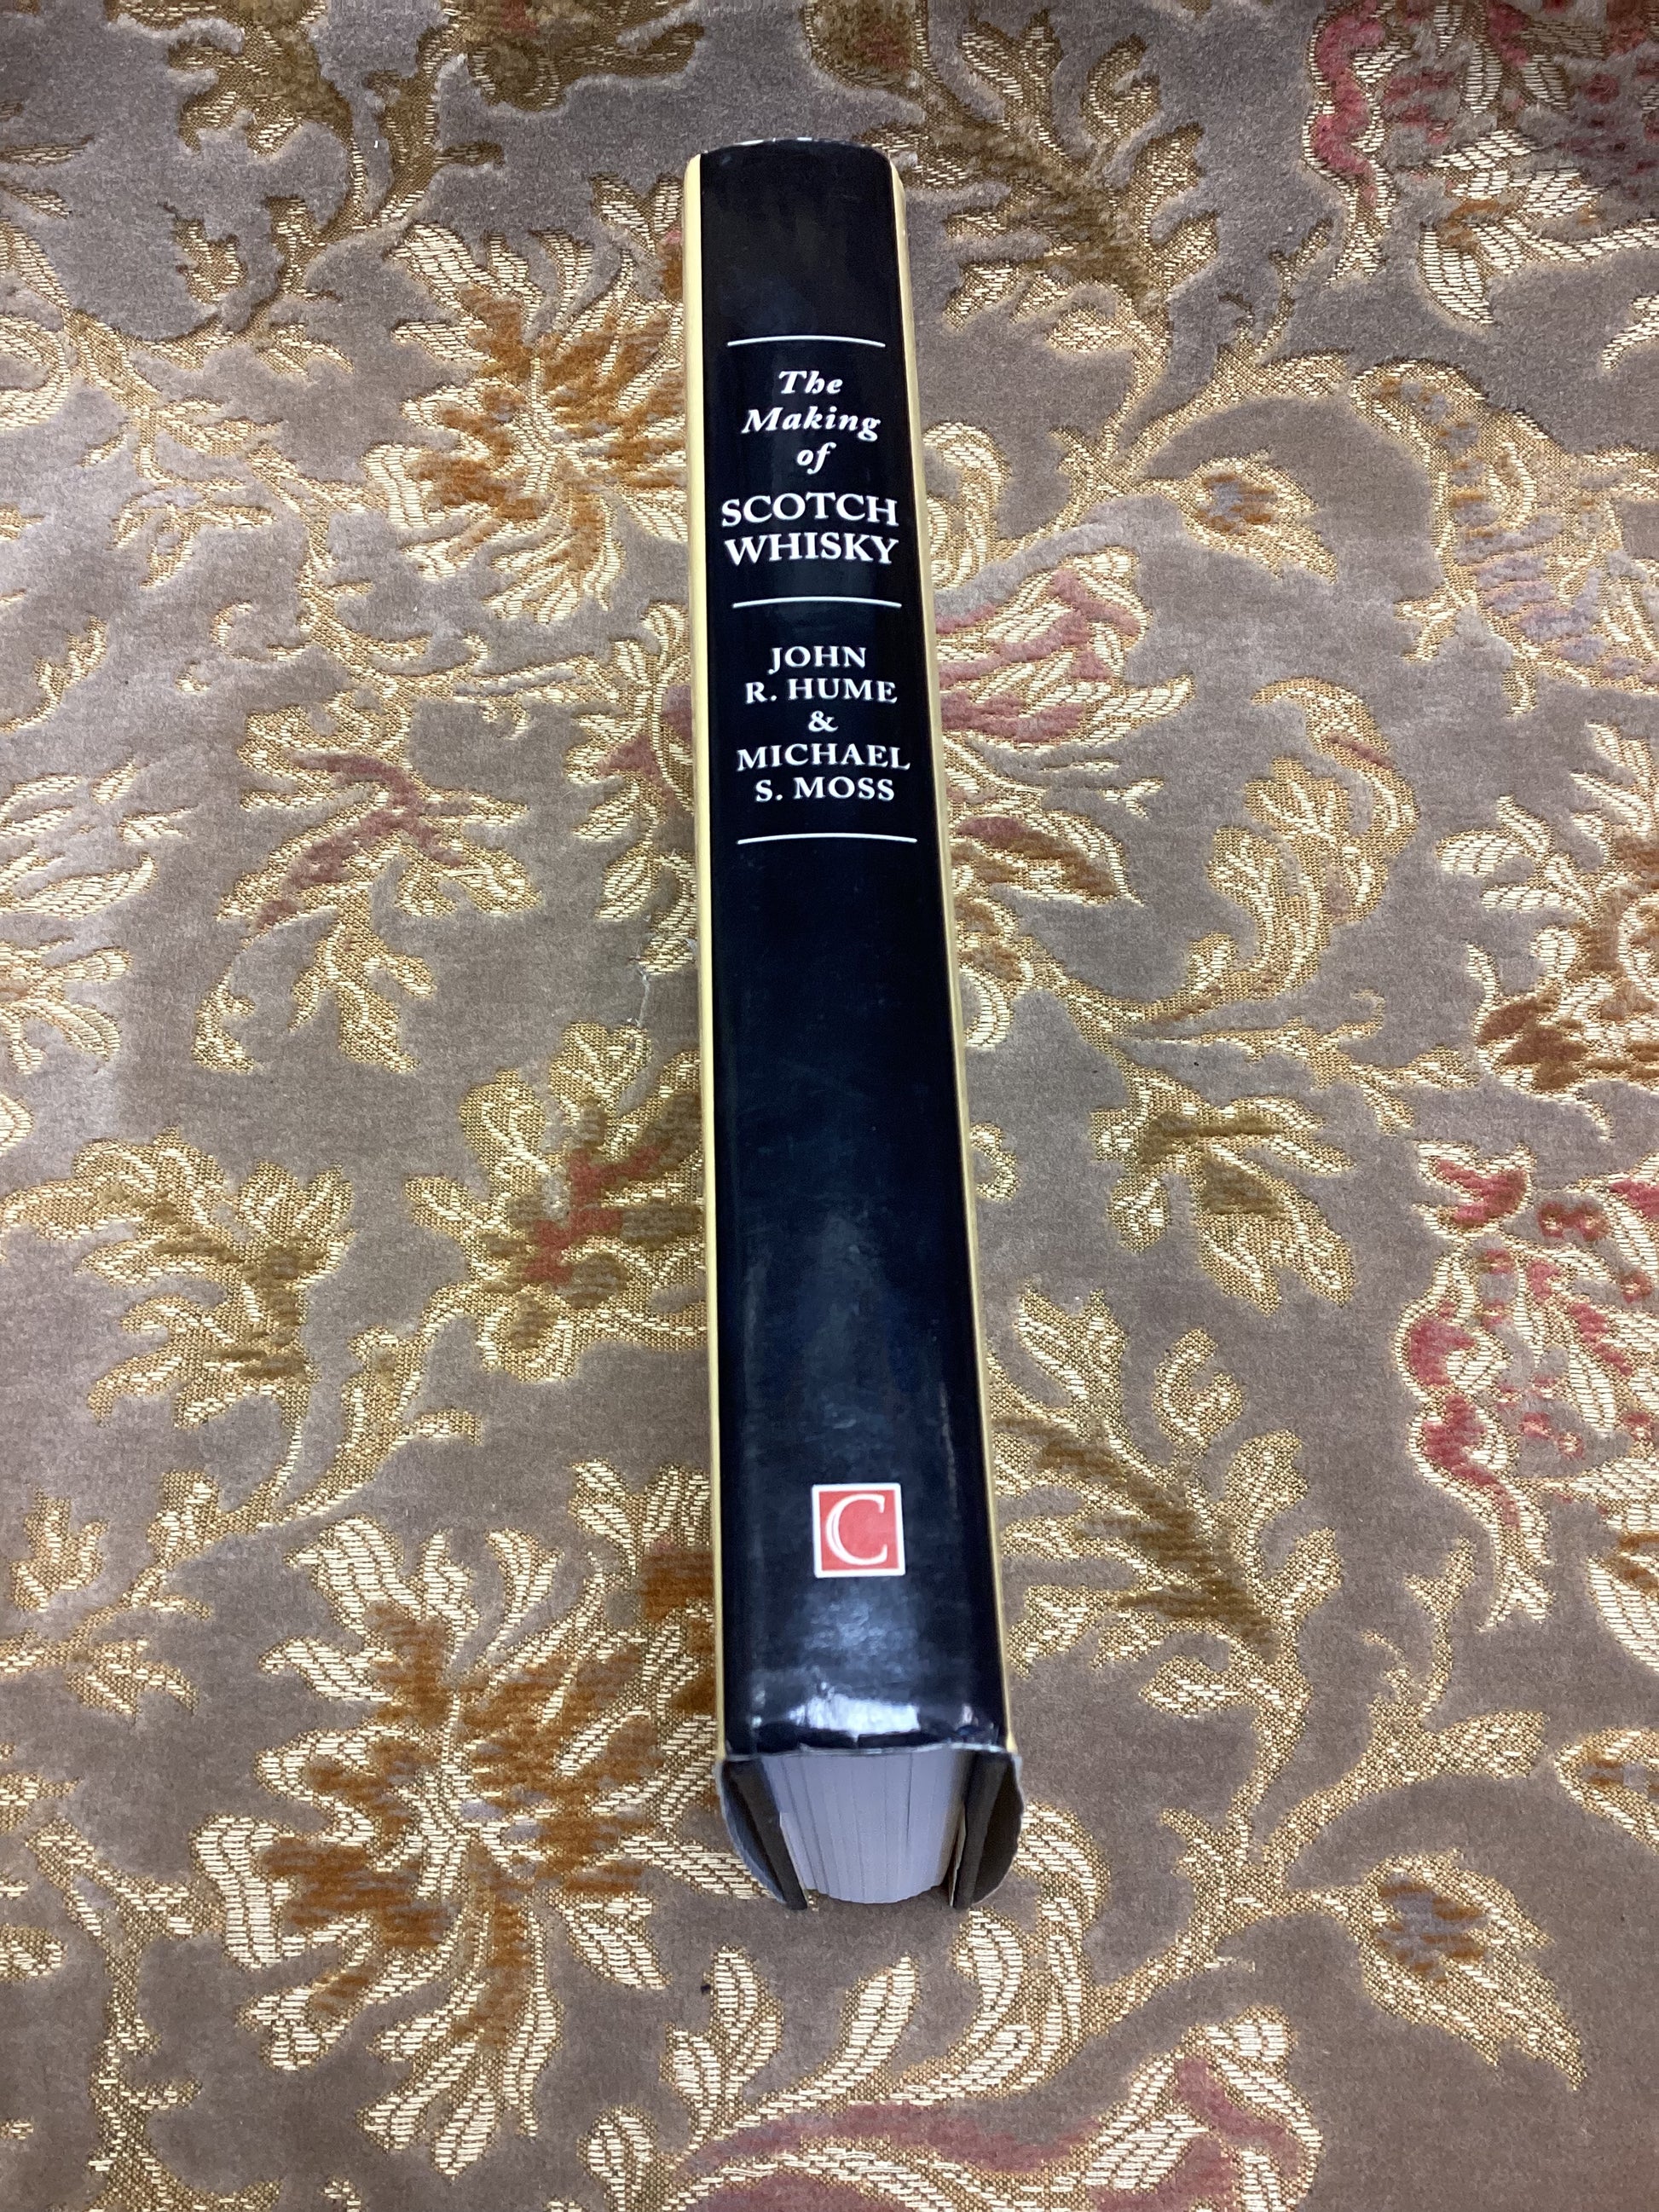 The
Making
of
SCOTCH
WHISKY
JOHN
R. HUME
&
MICHAEL
S. MOSS
C